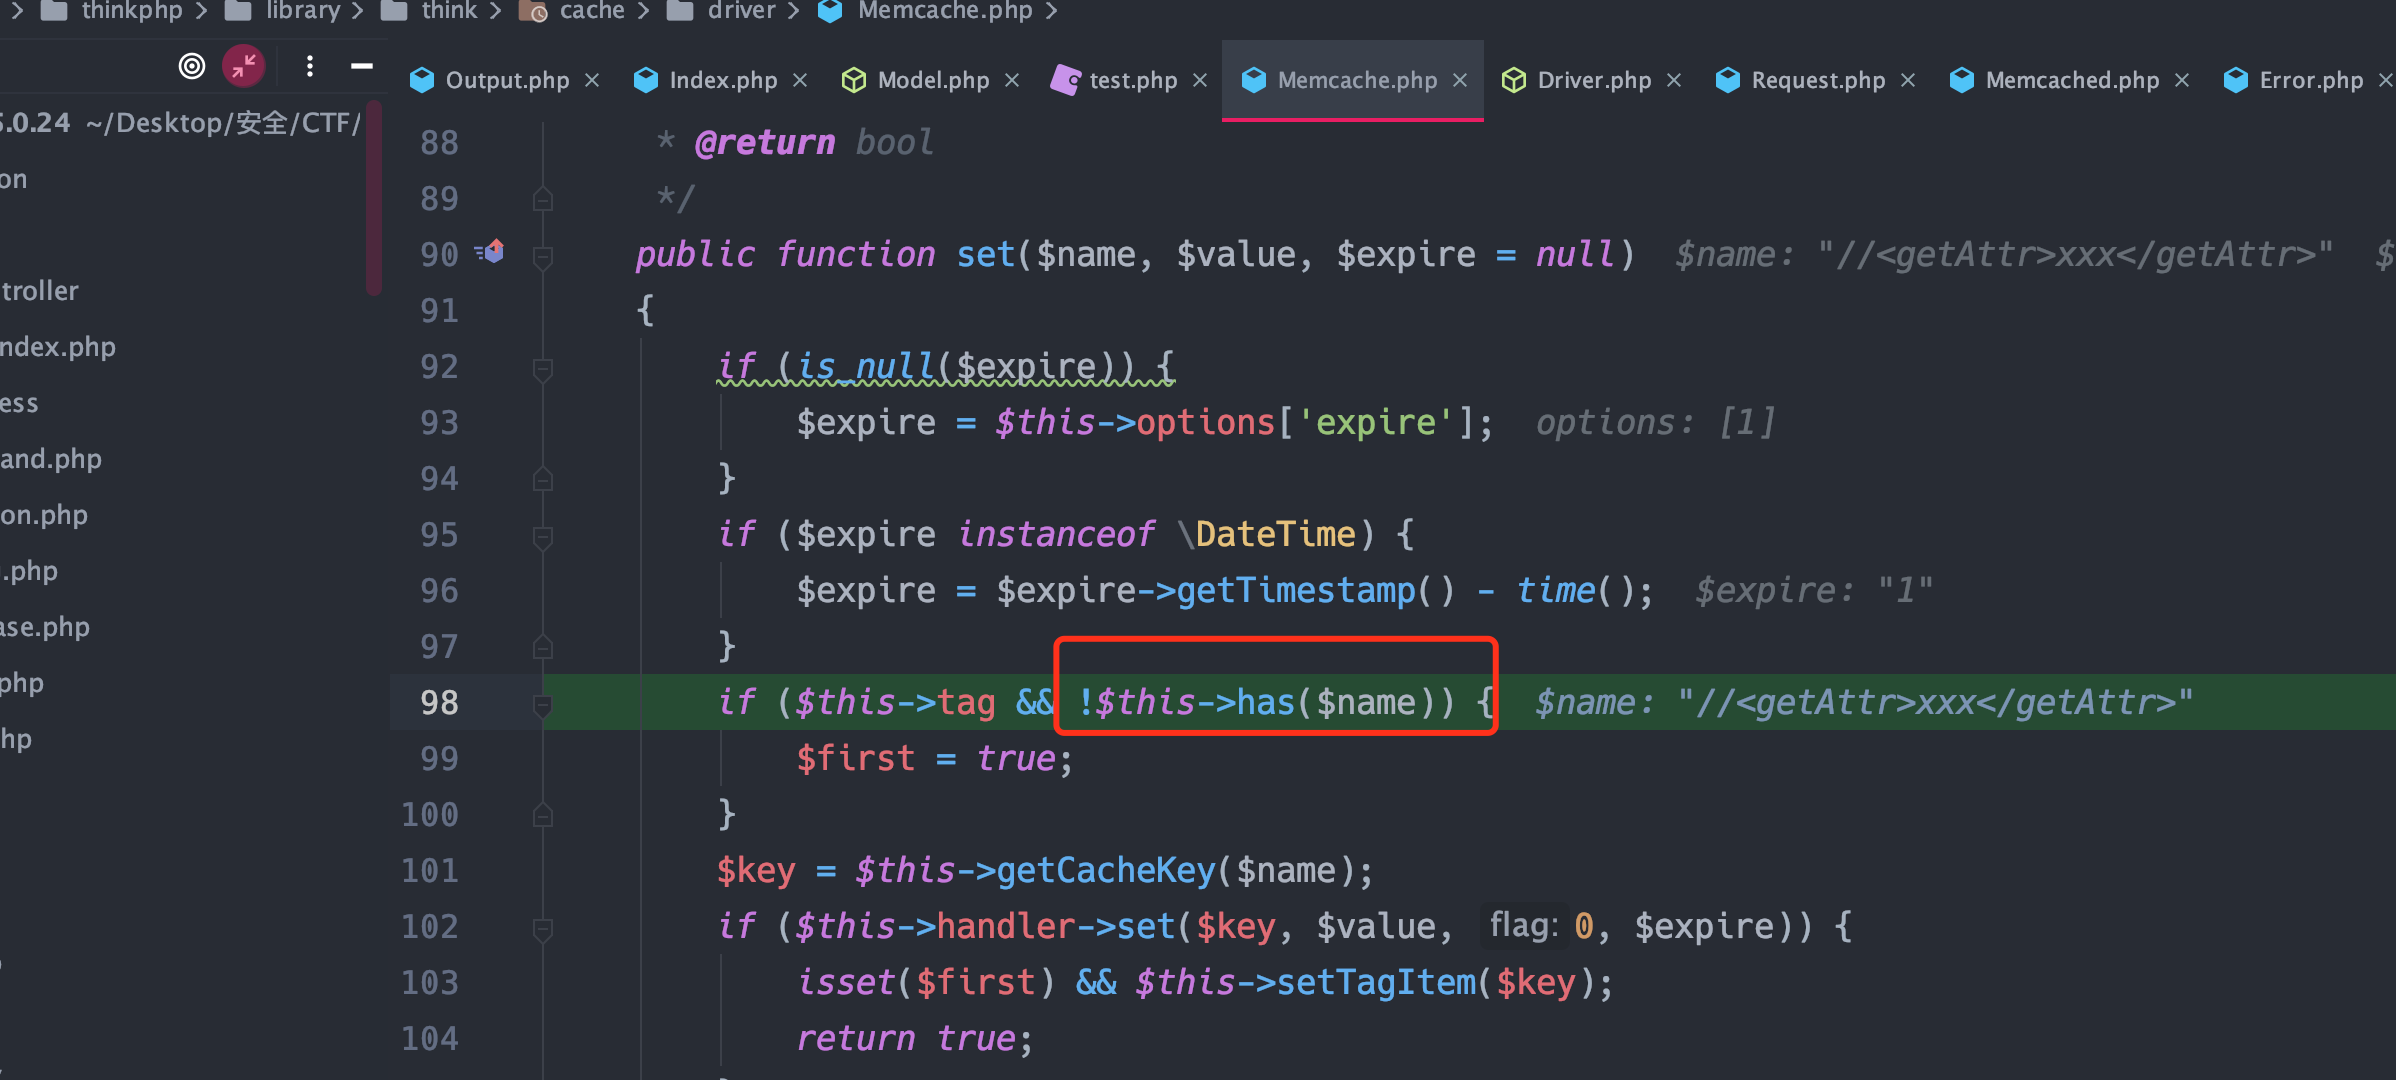 thinkphp > library > think > cache > driver > Memcache.php >
Output.php × Index.php × Model.php × test.php × Memcache.php × Driver.php × Request.php × Memcached.php × Error.php ×
5.0.24 ~/Desktop/安全/CTF/
on
troller
ndex.php
ess
and.php
on.php
.php
ase.php
php
hp
88 * @return bool
89 */
90 public function set($name, $value, $expire = null) $name: "//<getAttr>xxx</getAttr>" $
91 {
92 if (is_null($expire)) {
93 $expire = $this->options['expire']; options: [1]
94 }
95 if ($expire instanceof \DateTime) {
96 $expire = $expire->getTimestamp() - time(); $expire: "1"
97 }
98 if ($this->tag && !$this->has($name)) { $name: "//<getAttr>xxx</getAttr>"
99 $first = true;
100 }
101 $key = $this->getCacheKey($name);
102 if ($this->handler->set($key, $value, flag: 0, $expire)) {
103 isset($first) && $this->setTagItem($key);
104 return true;